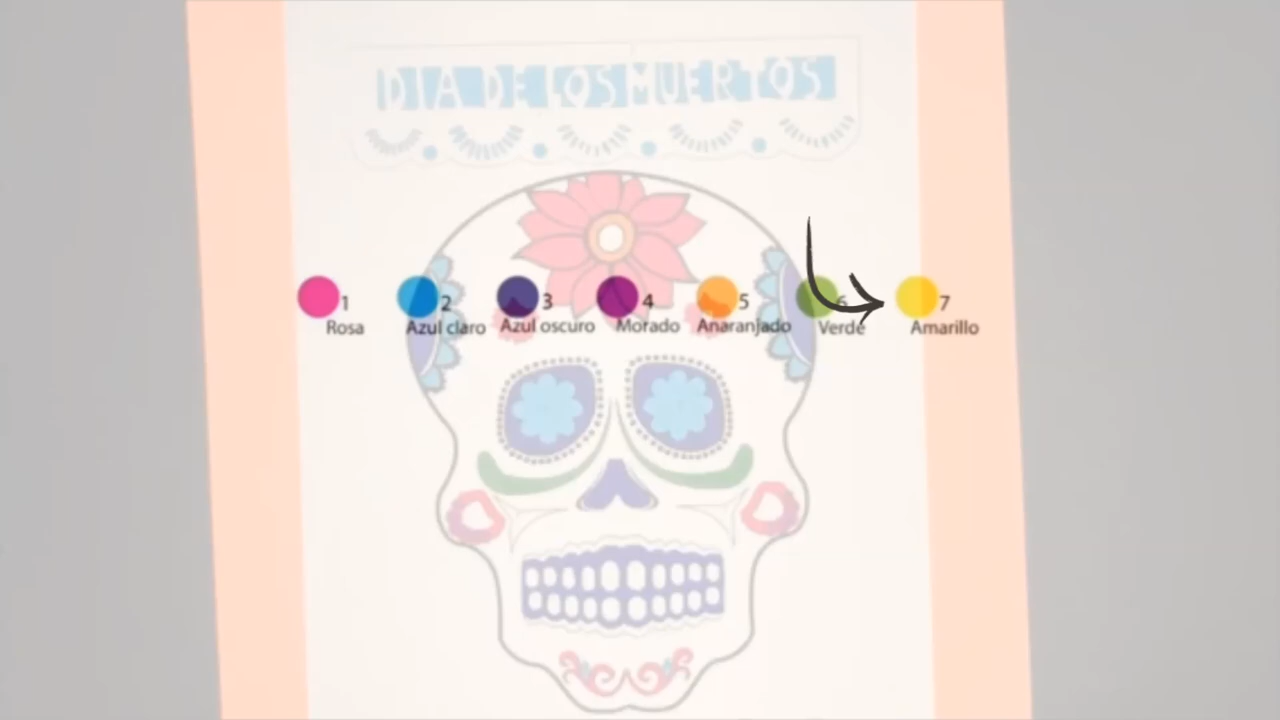 DIA DE LOS MUERTOS
1 2 3 4 5 6 7
Rosa Azul claro Azul oscuro Morado Anaranjado Verde Amarillo